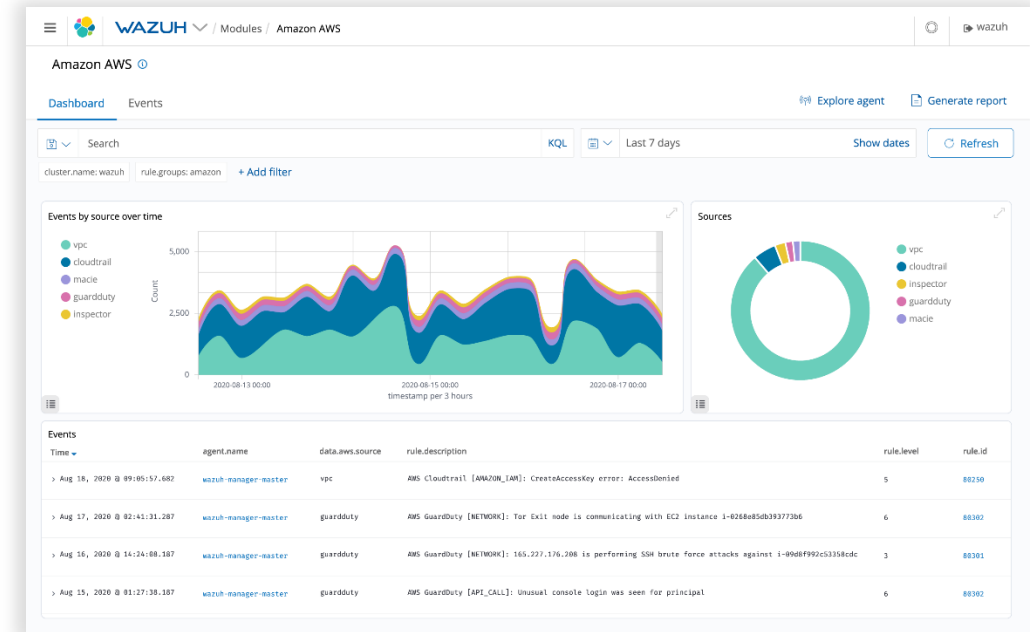 WAZUH / Modules / Amazon AWS wazuh
Amazon AWS
Dashboard Events Explore agent Generate report
Search KQL Last 7 days Show dates Refresh
cluster.name: wazuh rule.groups: amazon + Add filter
Events by source over time
vpc
cloudtrail
macie
guardduty
inspector
Count
5,000
2,500
0
2020-08-13 00:00 2020-08-15 00:00 2020-08-17 00:00
timestamp per 3 hours
Sources
vpc
cloudtrail
inspector
guardduty
macie
Events
Time agent.name data.aws.source rule.description rule.level rule.id
Aug 18, 2020 @ 09:05:57.682 wazuh-manager-master vpc AWS Cloudtrail [AMAZON_IAM]: CreateAccessKey error: AccessDenied 5 80250
Aug 17, 2020 @ 02:41:31.287 wazuh-manager-master guardduty AWS GuardDuty [NETWORK]: Tor Exit node is communicating with EC2 instance i-0268e85db393773b6 6 80302
Aug 16, 2020 @ 14:24:08.187 wazuh-manager-master guardduty AWS GuardDuty [NETWORK]: 165.227.176.208 is performing SSH brute force attacks against i-09d8f992c53358cdc 3 80301
Aug 15, 2020 @ 01:27:38.187 wazuh-manager-master guardduty AWS GuardDuty [API_CALL]: Unusual console login was seen for principal 6 80302